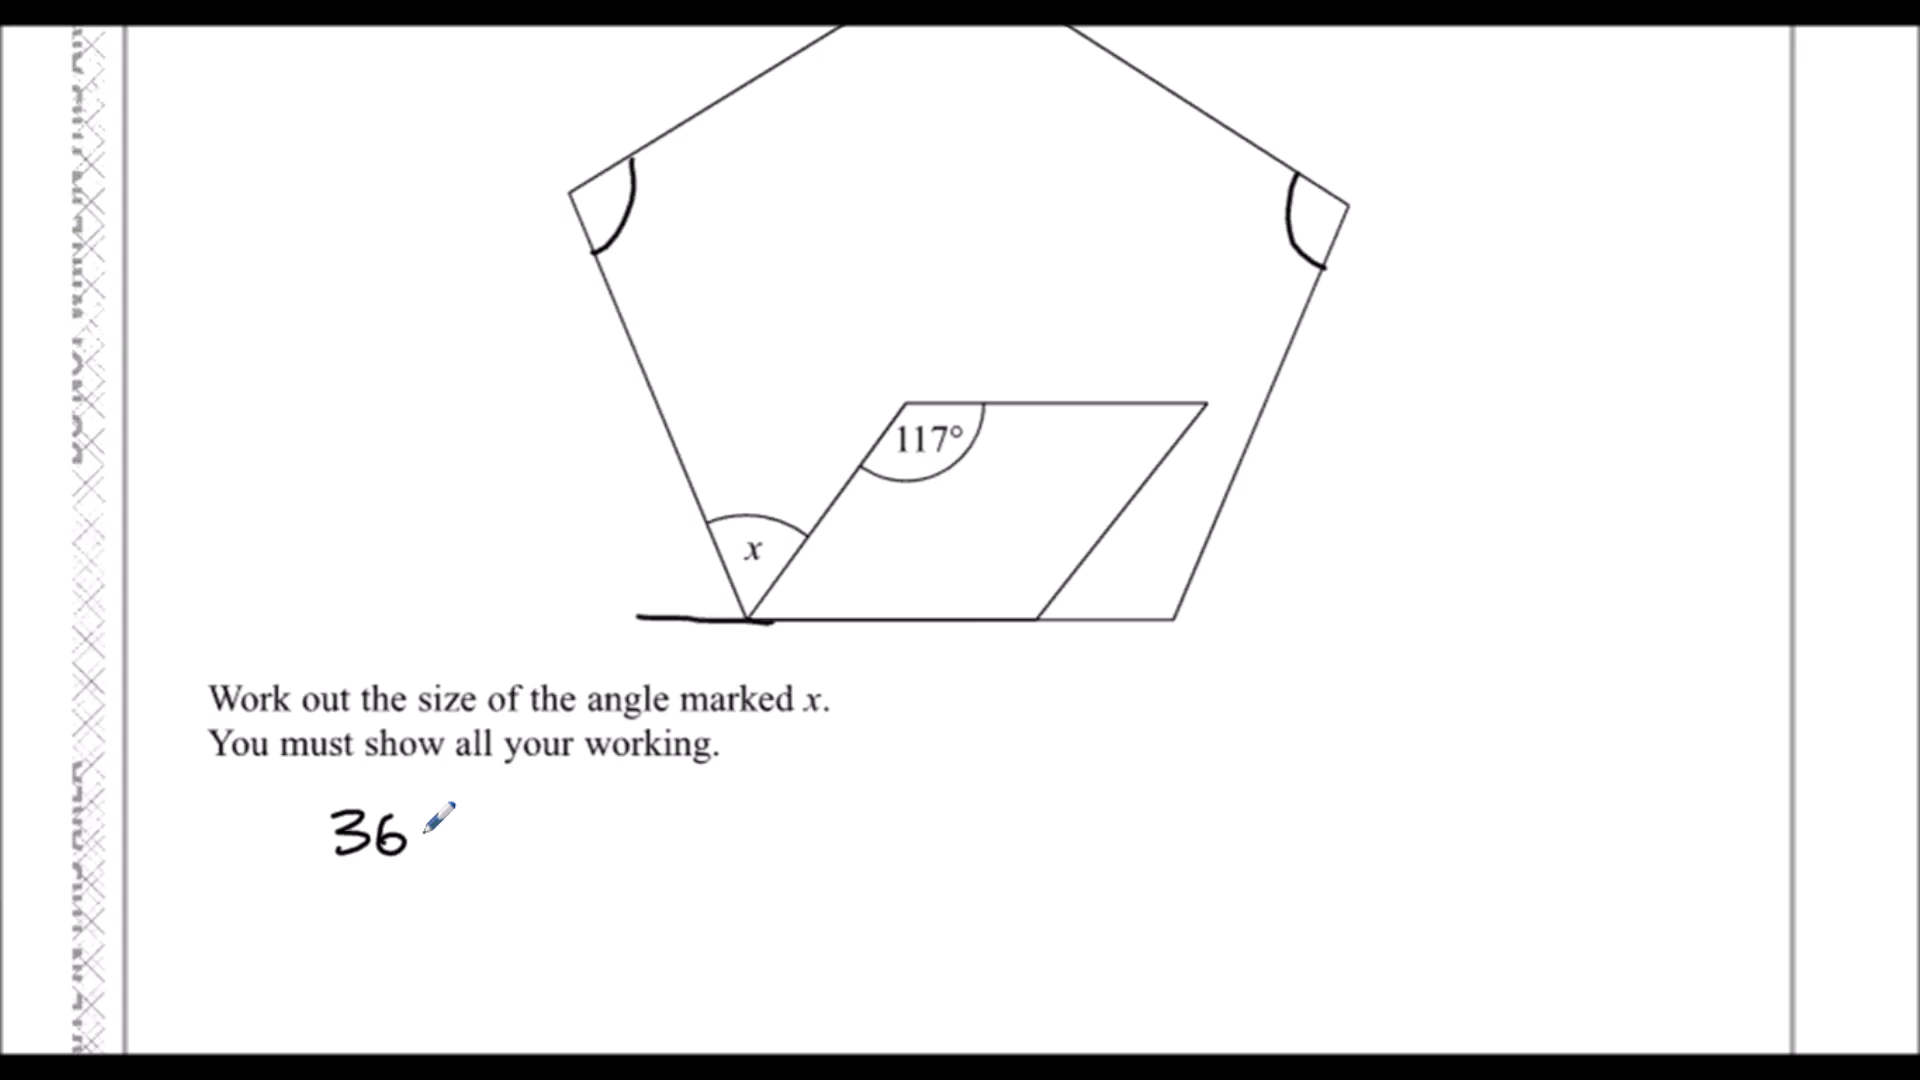 117°
x
Work out the size of the angle marked x.
You must show all your working.
36